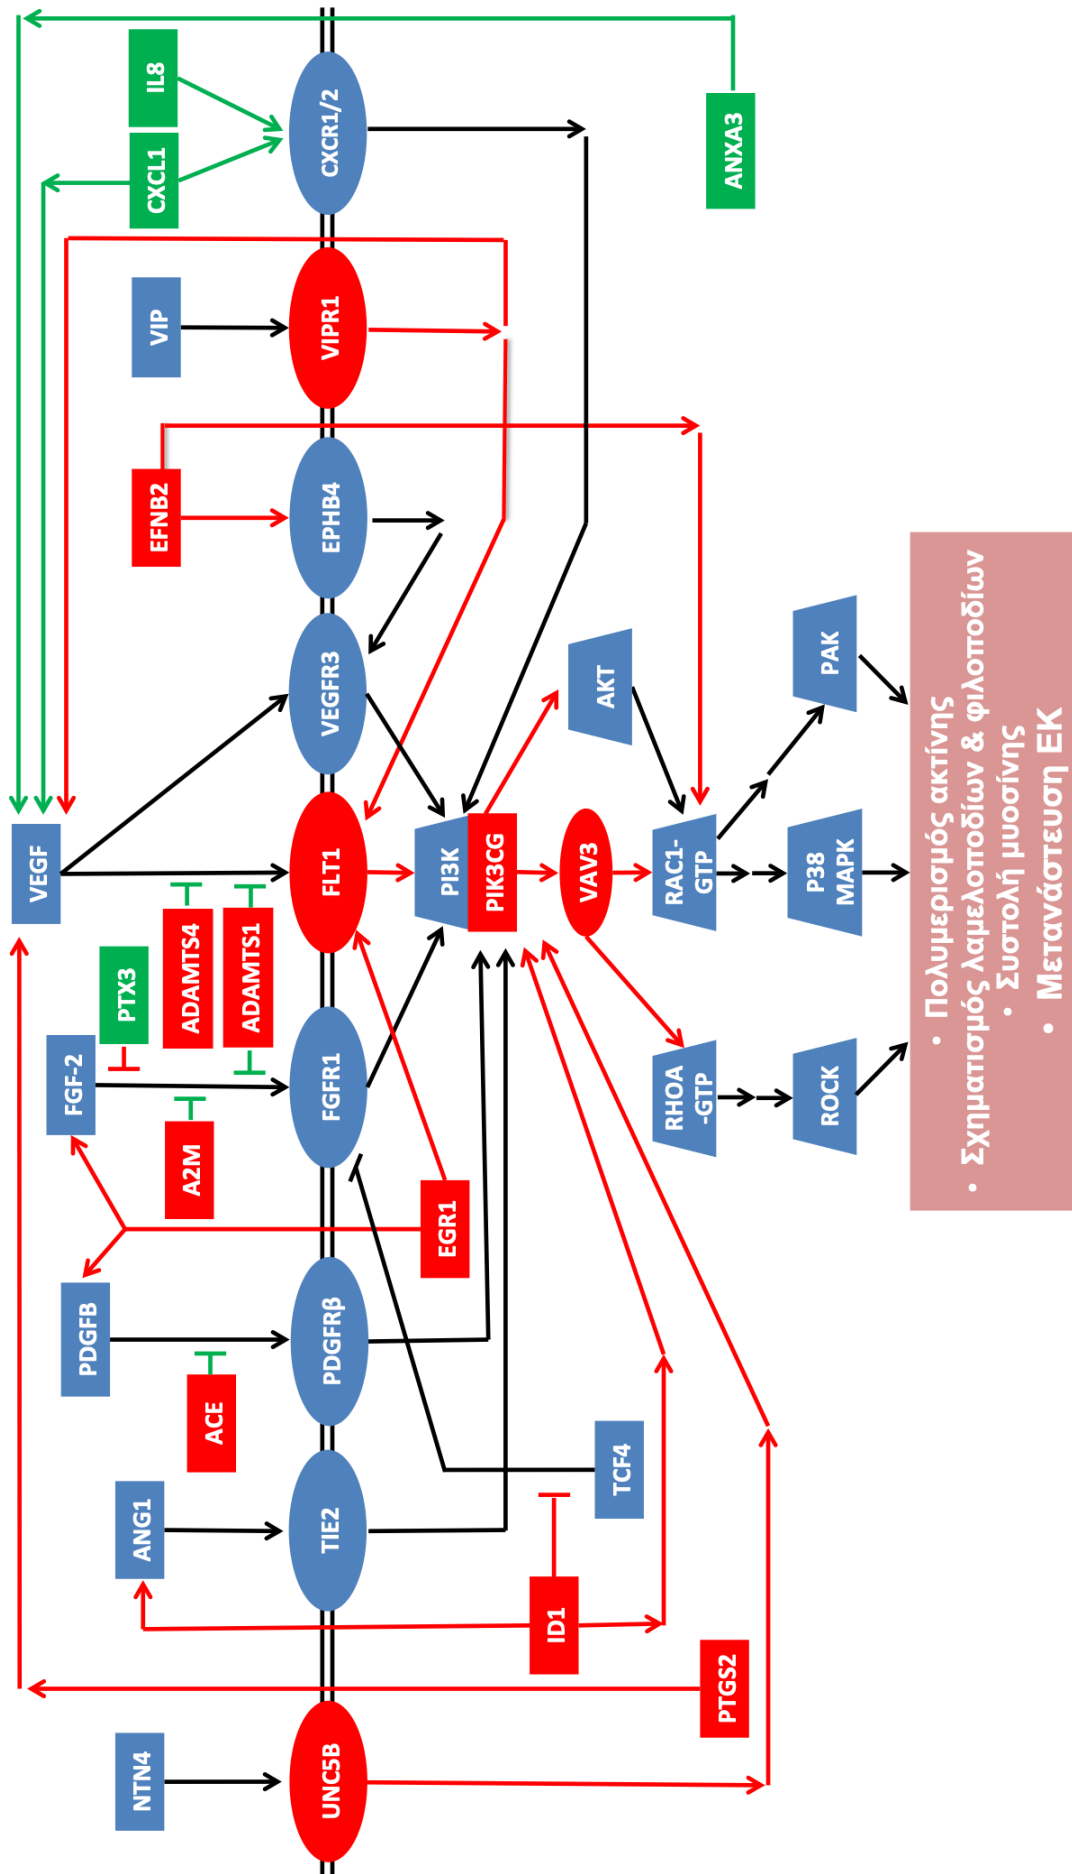 NTN4
ANG1
PDGFB
FGF-2
VEGF
ACE
A2M
PTX3
ADAMTS4
ADAMTS1
EFNB2
VIP
CXCL1
IL8
UNC5B
TIE2
PDGFRβ
FGFR1
FLT1
VEGFR3
EPHB4
VIPR1
CXCR1/2
EGR1
PI3K
PIK3CG
ID1
TCF4
VAV3
AKT
PTGS2
RHOA
-GTP
RAC1-
GTP
ANXA3
ROCK
P38
MAPK
PAK
• Πολυμερισμός ακτίνης
• Σχηματισμός λαμελοποδίων & φιλοποδίων
• Συστολή μυοσίνης
• Μετανάστευση ΕΚ